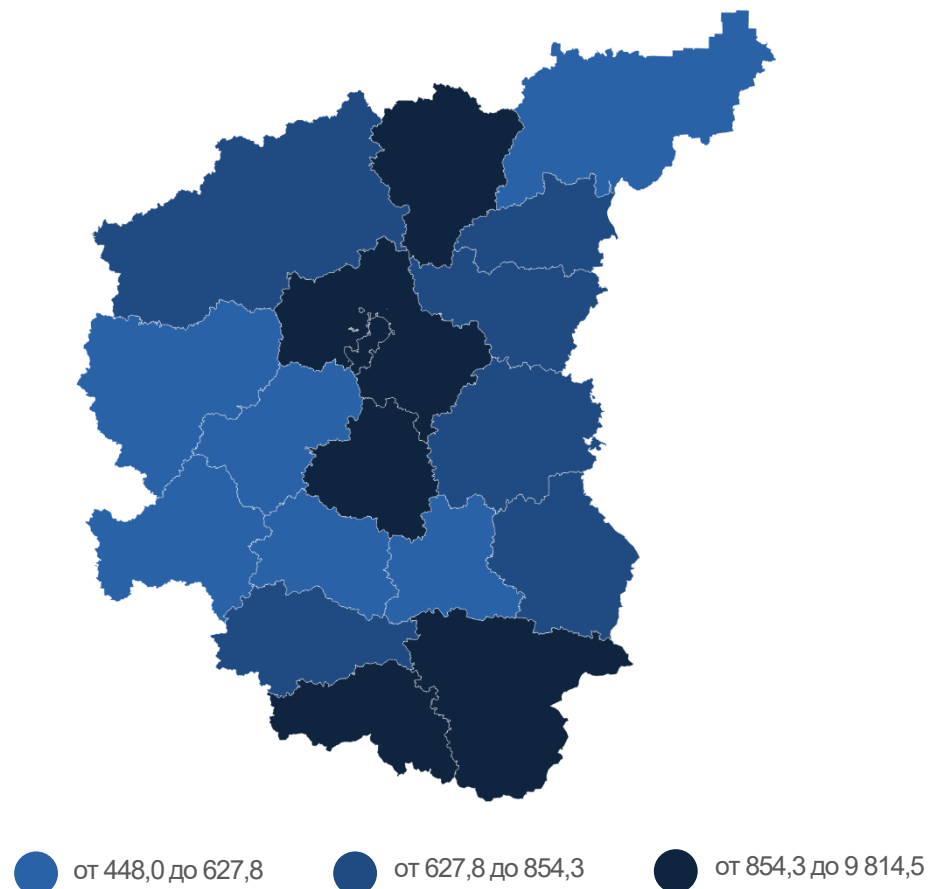 от 448,0 до 627,8
от 627,8 до 854,3
от 854,3 до 9 814,5